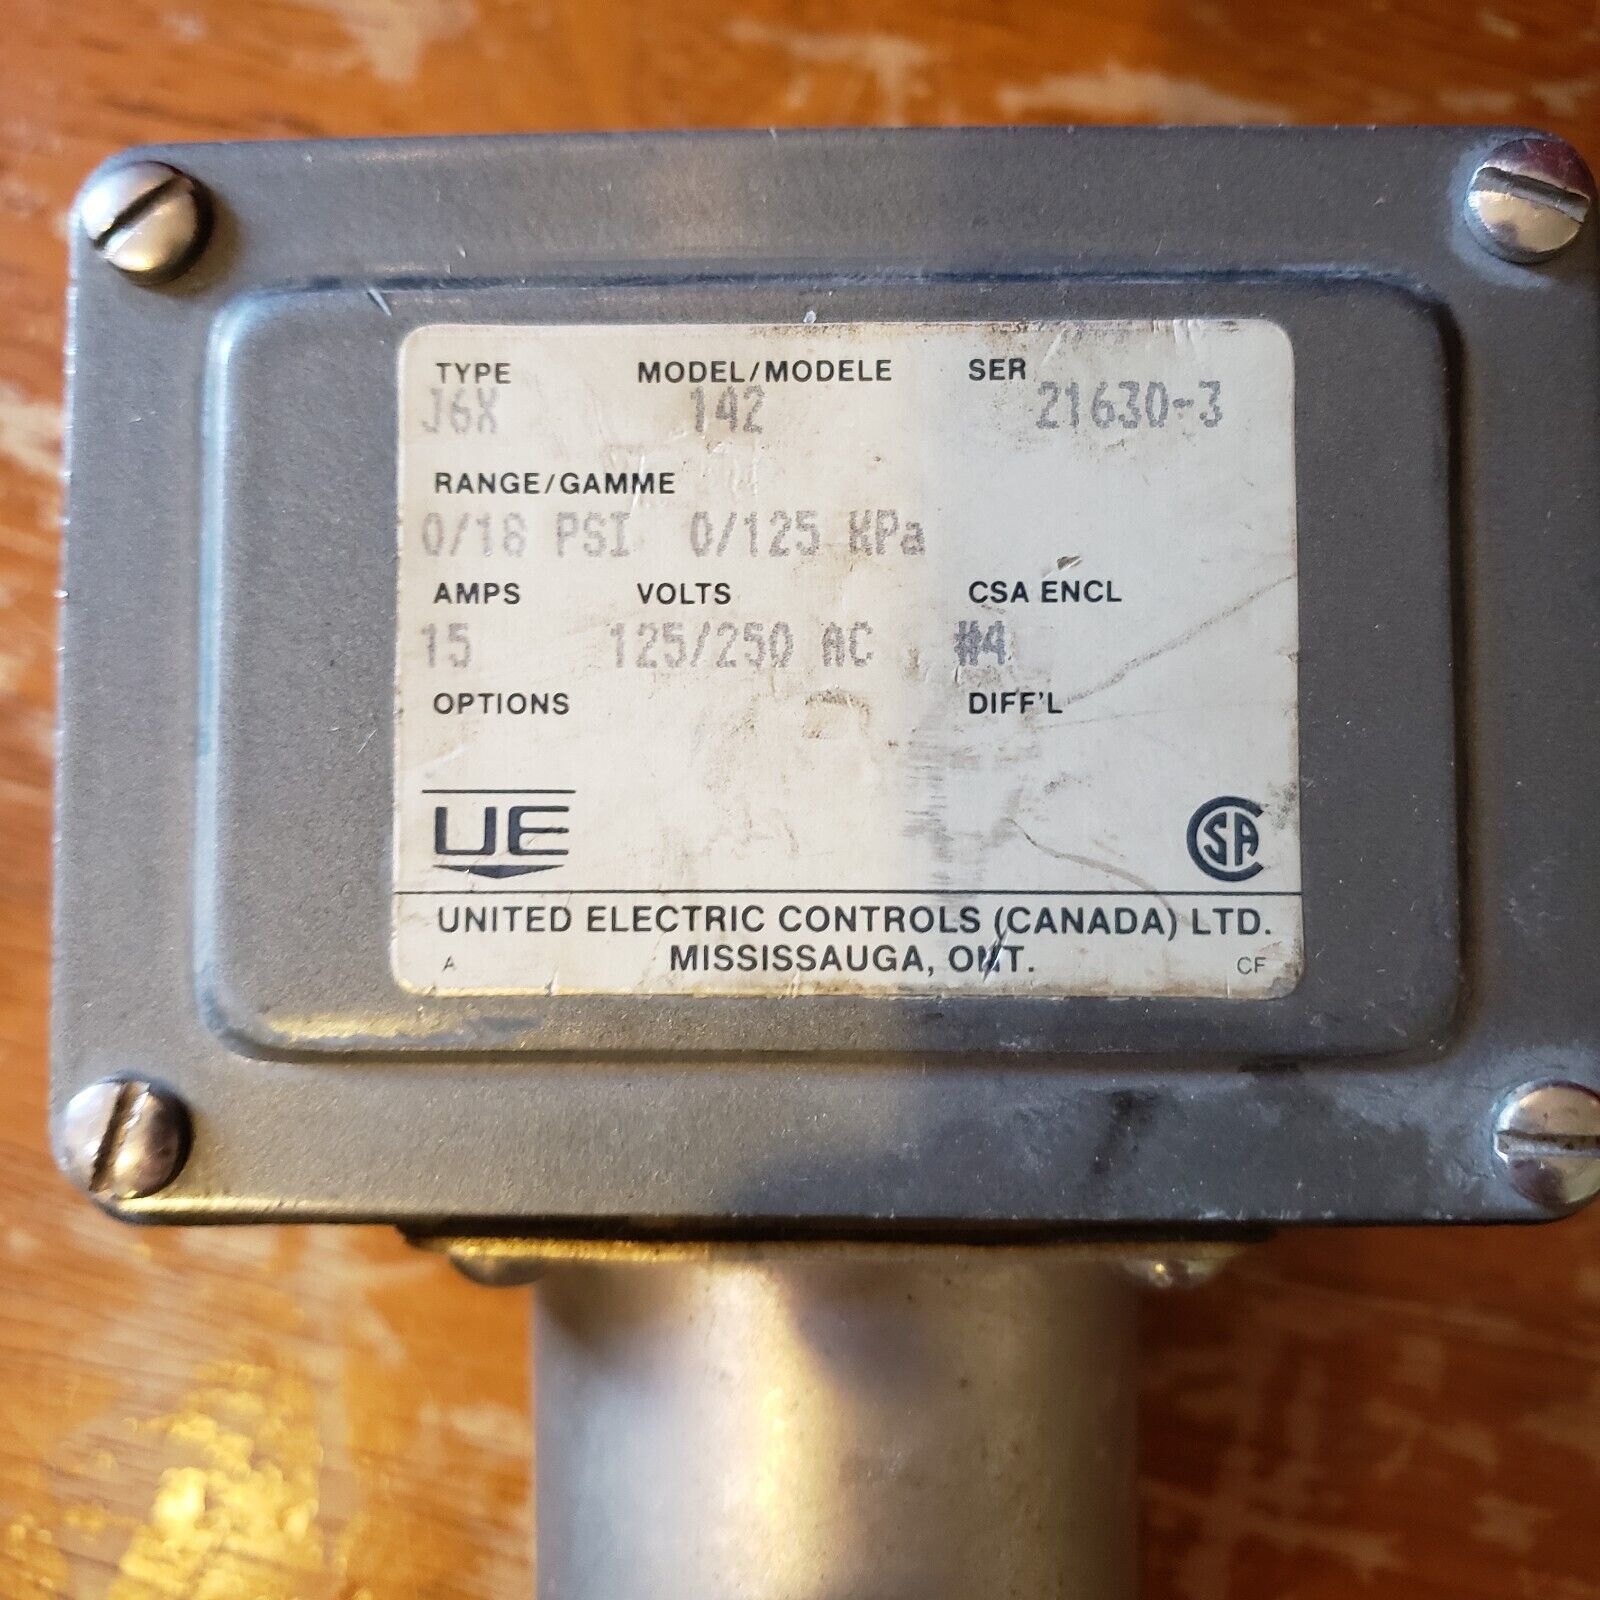 TYPE MODEL/MODELE SER
J6X 142 21630-3
RANGE/GAMME
0/18 PSI 0/125 KPa
AMPS VOLTS CSA ENCL
15 125/250 AC #4
OPTIONS DIFF'L
UE CSA
UNITED ELECTRIC CONTROLS (CANADA) LTD.
A MISSISSAUGA, ONT. CF